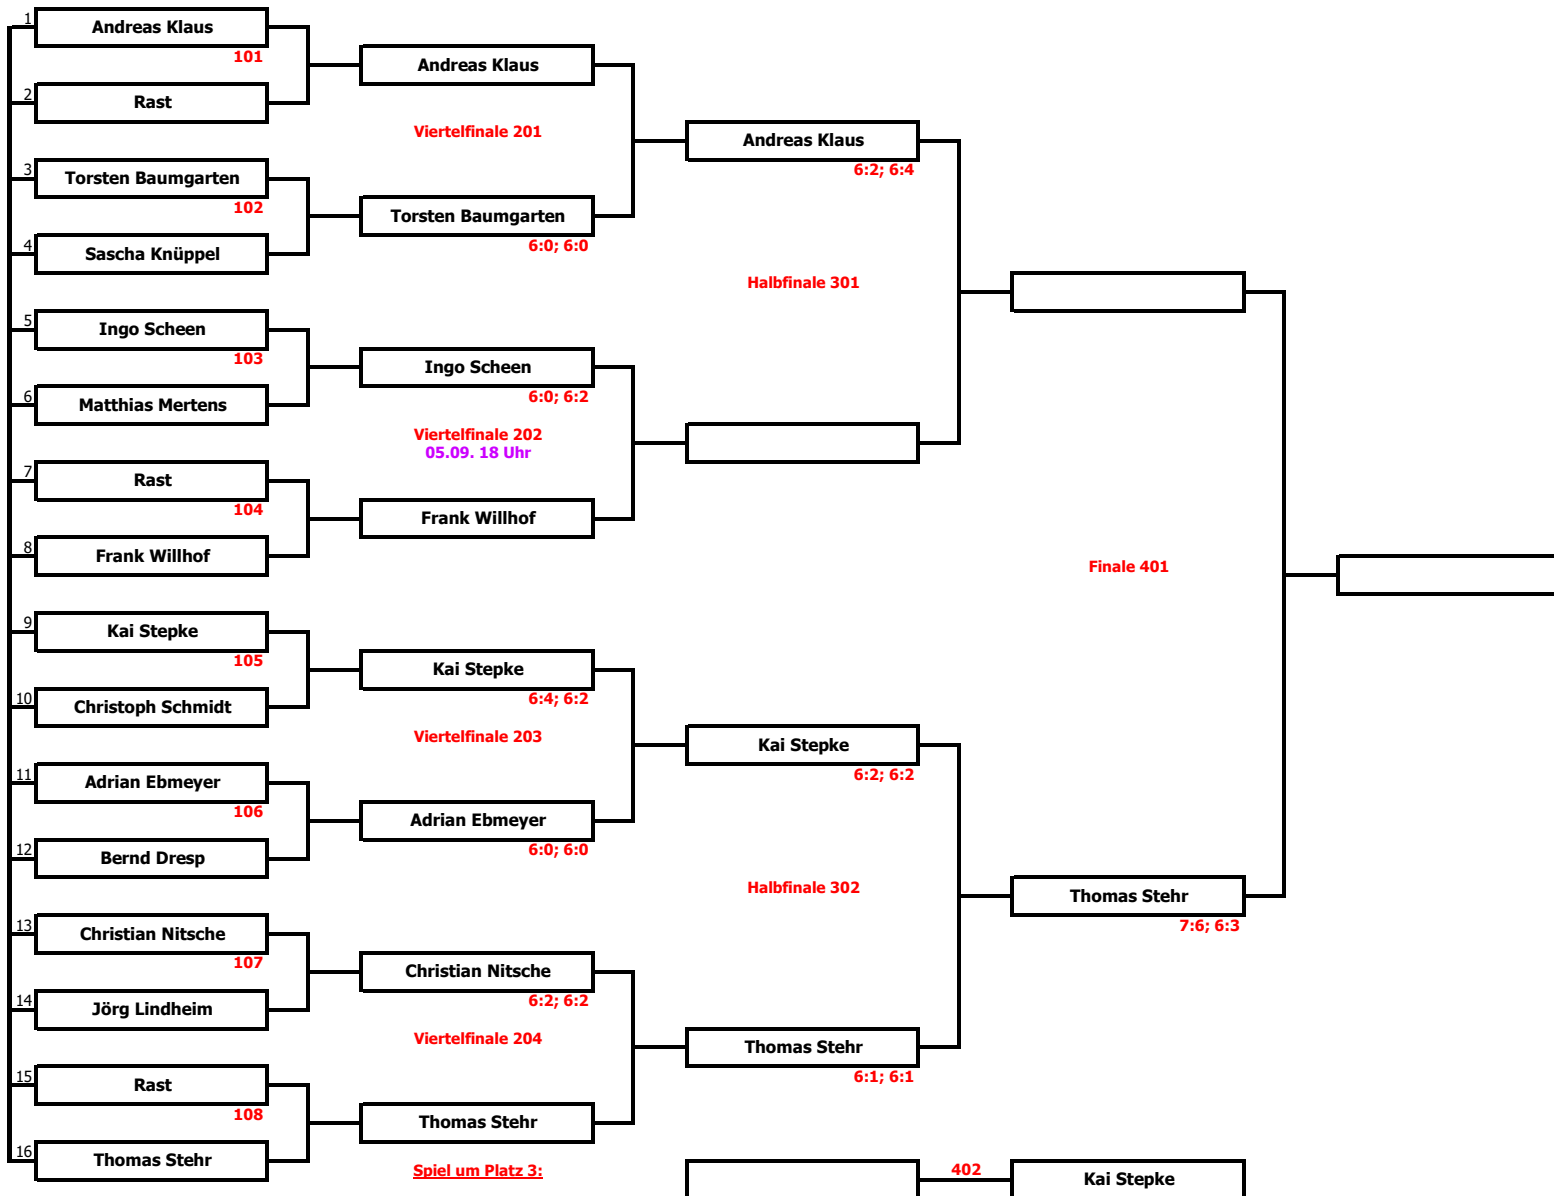 1
Andreas Klaus
101
2
Rast
3
Torsten Baumgarten
102
4
Sascha Knüppel
5
Ingo Scheen
103
6
Matthias Mertens
7
Rast
104
8
Frank Willhof
9
Kai Stepke
105
10
Christoph Schmidt
11
Adrian Ebmeyer
106
12
Bernd Dresp
13
Christian Nitsche
107
14
Jörg Lindheim
15
Rast
108
16
Thomas Stehr
Andreas Klaus
Viertelfinale 201
Torsten Baumgarten
6:0; 6:0
Ingo Scheen
6:0; 6:2
Viertelfinale 202
05.09. 18 Uhr
Frank Willhof
Kai Stepke
6:4; 6:2
Viertelfinale 203
Adrian Ebmeyer
6:0; 6:0
Christian Nitsche
6:2; 6:2
Viertelfinale 204
Thomas Stehr
Andreas Klaus
6:2; 6:4
Halbfinale 301
Kai Stepke
6:2; 6:2
Halbfinale 302
Thomas Stehr
6:1; 6:1
Finale 401
Thomas Stehr
7:6; 6:3
Spiel um Platz 3:
402
Kai Stepke